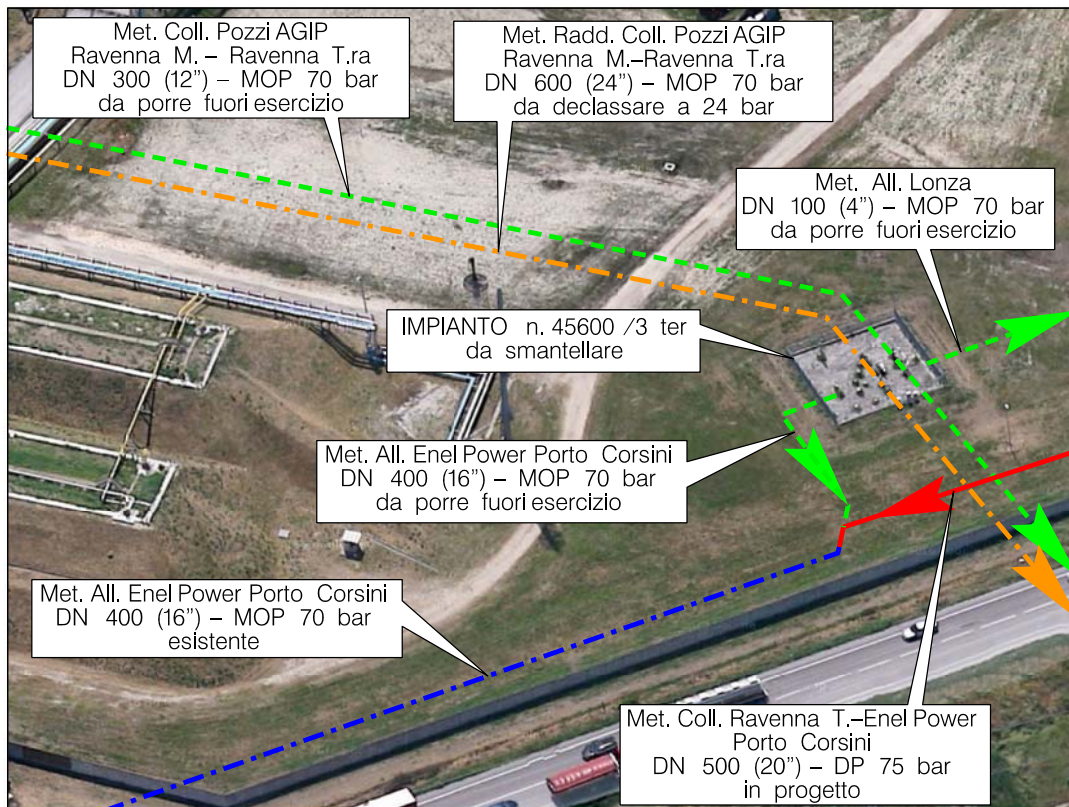 Met. Coll. Pozzi AGIP
Ravenna M. – Ravenna T.ra
DN 300 (12”) – MOP 70 bar
da porre fuori esercizio
Met. Radd. Coll. Pozzi AGIP
Ravenna M.–Ravenna T.ra
DN 600 (24”) – MOP 70 bar
da declassare a 24 bar
Met. All. Lonza
DN 100 (4”) – MOP 70 bar
da porre fuori esercizio
IMPIANTO n. 45600 /3 ter
da smantellare
Met. All. Enel Power Porto Corsini
DN 400 (16”) – MOP 70 bar
da porre fuori esercizio
Met. All. Enel Power Porto Corsini
DN 400 (16”) – MOP 70 bar
esistente
Met. Coll. Ravenna T.–Enel Power
Porto Corsini
DN 500 (20”) – DP 75 bar
in progetto